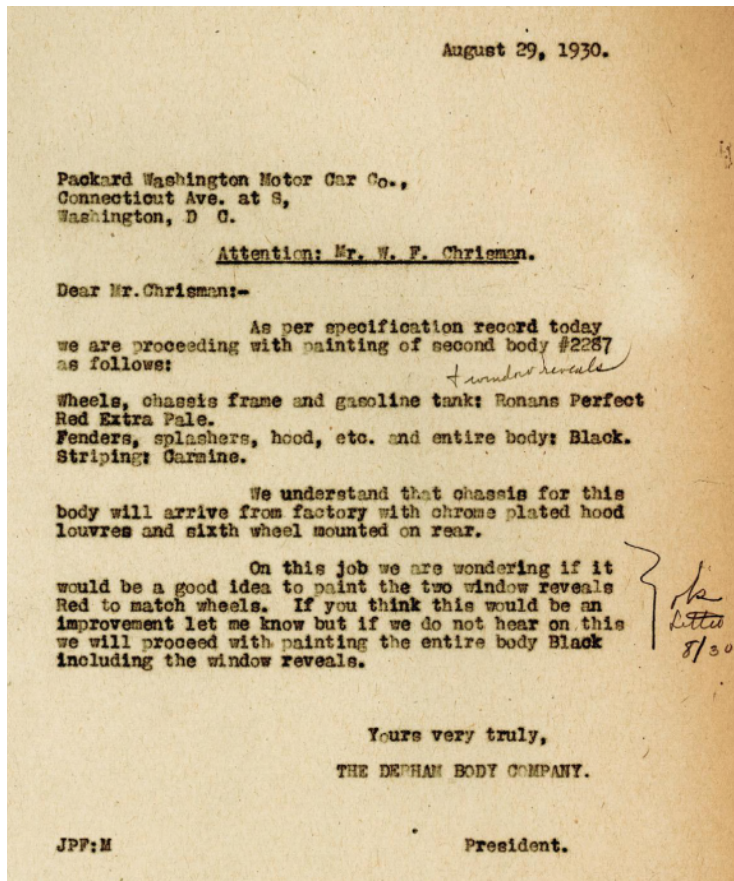 August 29, 1930.
Packard Washington Motor Car Co.,
Connecticut Ave. at S,
Washington, D C.
Attention: Mr. W. F. Chrisman.
Dear Mr.Chrisman:-
As per specification record today
we are proceeding with painting of second body #2287
as follows:
+ window reveals
Wheels, chassis frame and gasoline tank: Ronans Perfect
Red Extra Pale.
Fenders, splashers, hood, etc. and entire body: Black.
Striping: Carmine.
We understand that chassis for this
body will arrive from factory with chrome plated hood
louvres and sixth wheel mounted on rear.
On this job we are wondering if it
would be a good idea to paint the two window reveals
Red to match wheels. If you think this would be an
improvement let me know but if we do not hear on this
we will proceed with painting the entire body Black
including the window reveals.
ok
Letter
8/30
Yours very truly,
THE DERHAM BODY COMPANY.
JPF:M President.